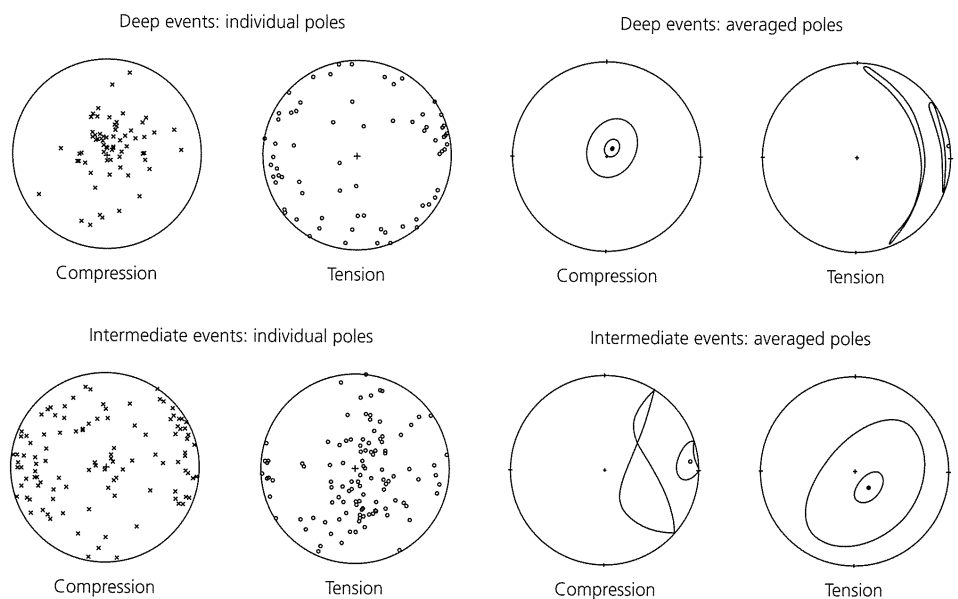 Deep events: individual poles
Deep events: averaged poles
Compression
Tension
Compression
Tension
Intermediate events: individual poles
Intermediate events: averaged poles
Compression
Tension
Compression
Tension